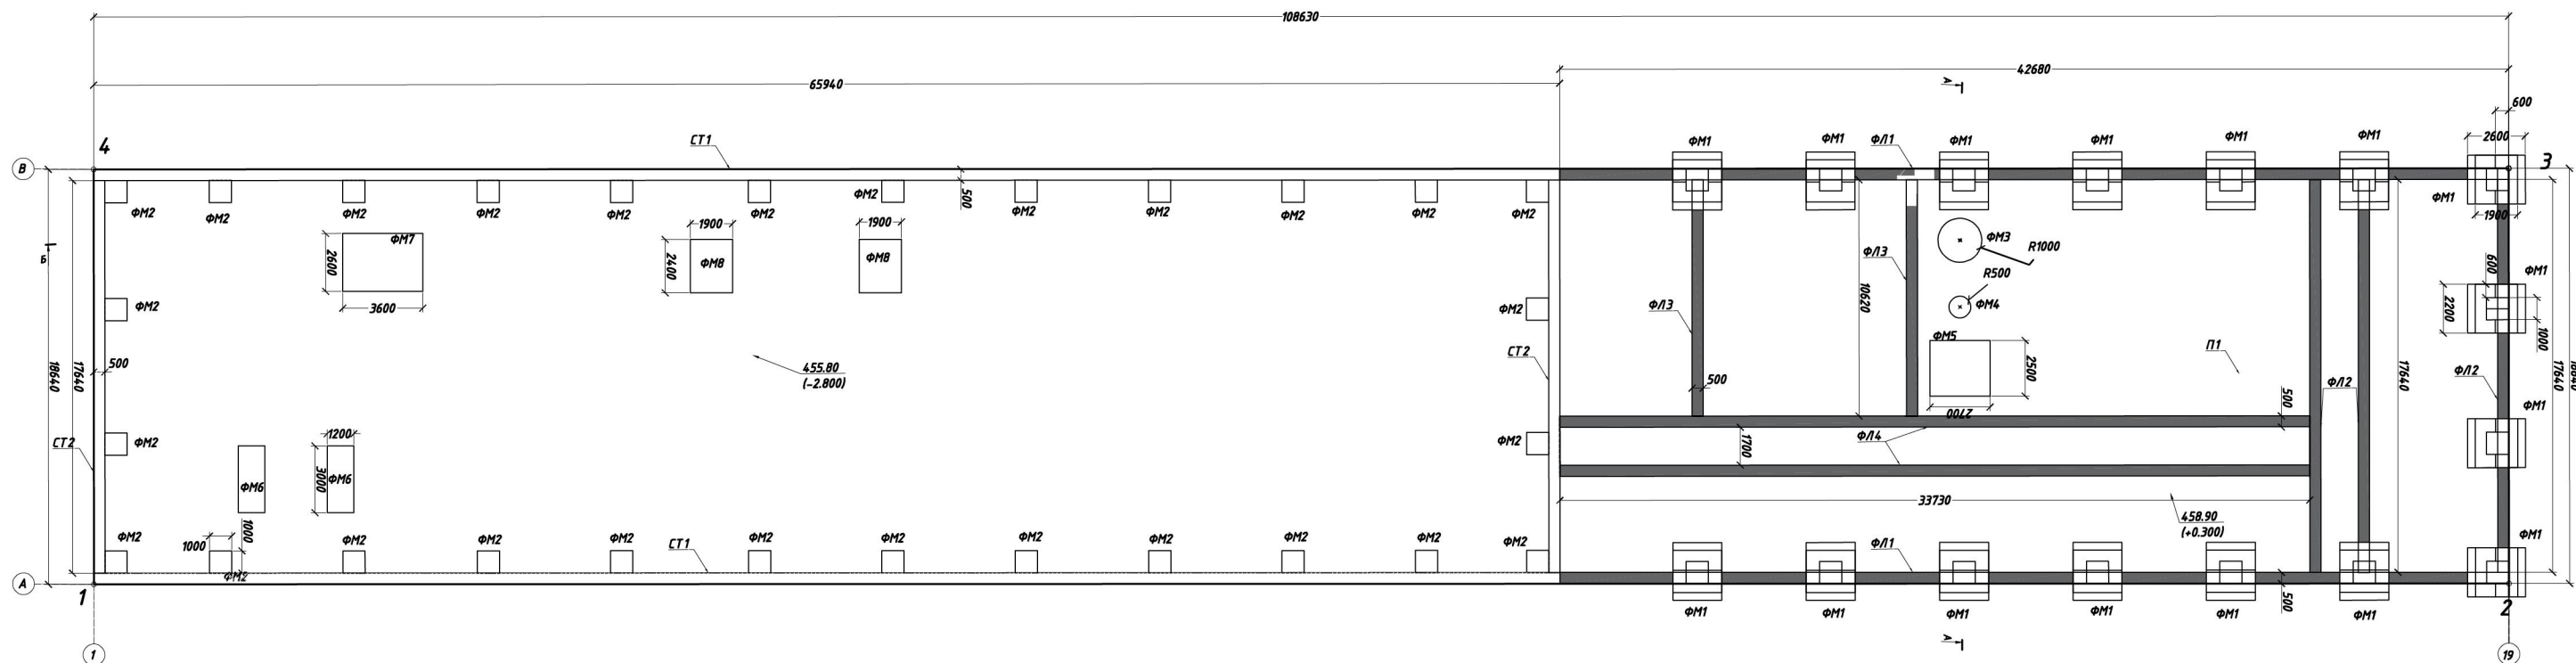 108630
65940
42680
600
2600
4
СТ1
ФМ1
ФЛ1
ФМ1
ФМ1
ФМ1
ФМ1
ФМ1
А
В
3
500
ФМ2
ФМ2
ФМ2
ФМ2
ФМ2
ФМ2
ФМ2
ФМ2
ФМ2
ФМ2
ФМ2
ФМ2
ФМ1
1900
Б
ФМ7
2600
3600
1900
2400
ФМ8
1900
ФМ8
ФМ3
R1000
R500
ФМ4
ФЛ3
ФЛ3
10620
ФМ5
2500
2700
600
ФМ1
2200
1000
ФМ2
ФМ2
18640
17640
500
455.80
(-2.800)
СТ2
500
П1
ФЛ2
17640
ФЛ2
17640
ФМ1
СТ2
ФМ2
ФМ2
1200
3000
ФМ6
ФМ6
ФЛ4
1700
500
33730
458.90
(+0.300)
ФМ2
1000
1000
ФМ2
ФМ2
ФМ2
ФМ2
ФМ2
ФМ2
ФМ2
ФМ2
ФМ2
ФМ2
ФМ2
СТ1
ФЛ1
ФМ1
А
1
500
ФМ1
ФМ1
ФМ1
ФМ1
ФМ1
ФМ1
2
А
1
19